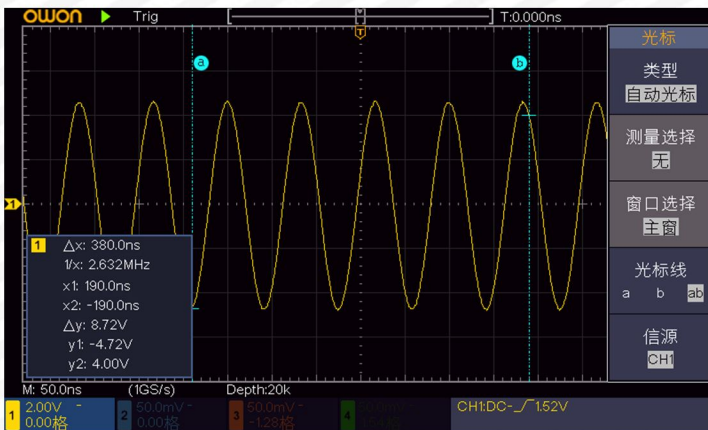 OWON Trig T T:0.000ns
T
光标
a b
类型
自动光标
测量选择
无
窗口选择
主窗
光标线
a b ab
信源
CH1
1
1 Δx: 380.0ns
1/x: 2.632MHz
x1: 190.0ns
x2: -190.0ns
Δy: 8.72V
y1: -4.72V
y2: 4.00V
M: 50.0ns (1GS/s) Depth:20k
1 2.00V 0.00格
2 50.0mV 0.00格
3 50.0mV -1.28格
4
CH1:DC- 1.52V